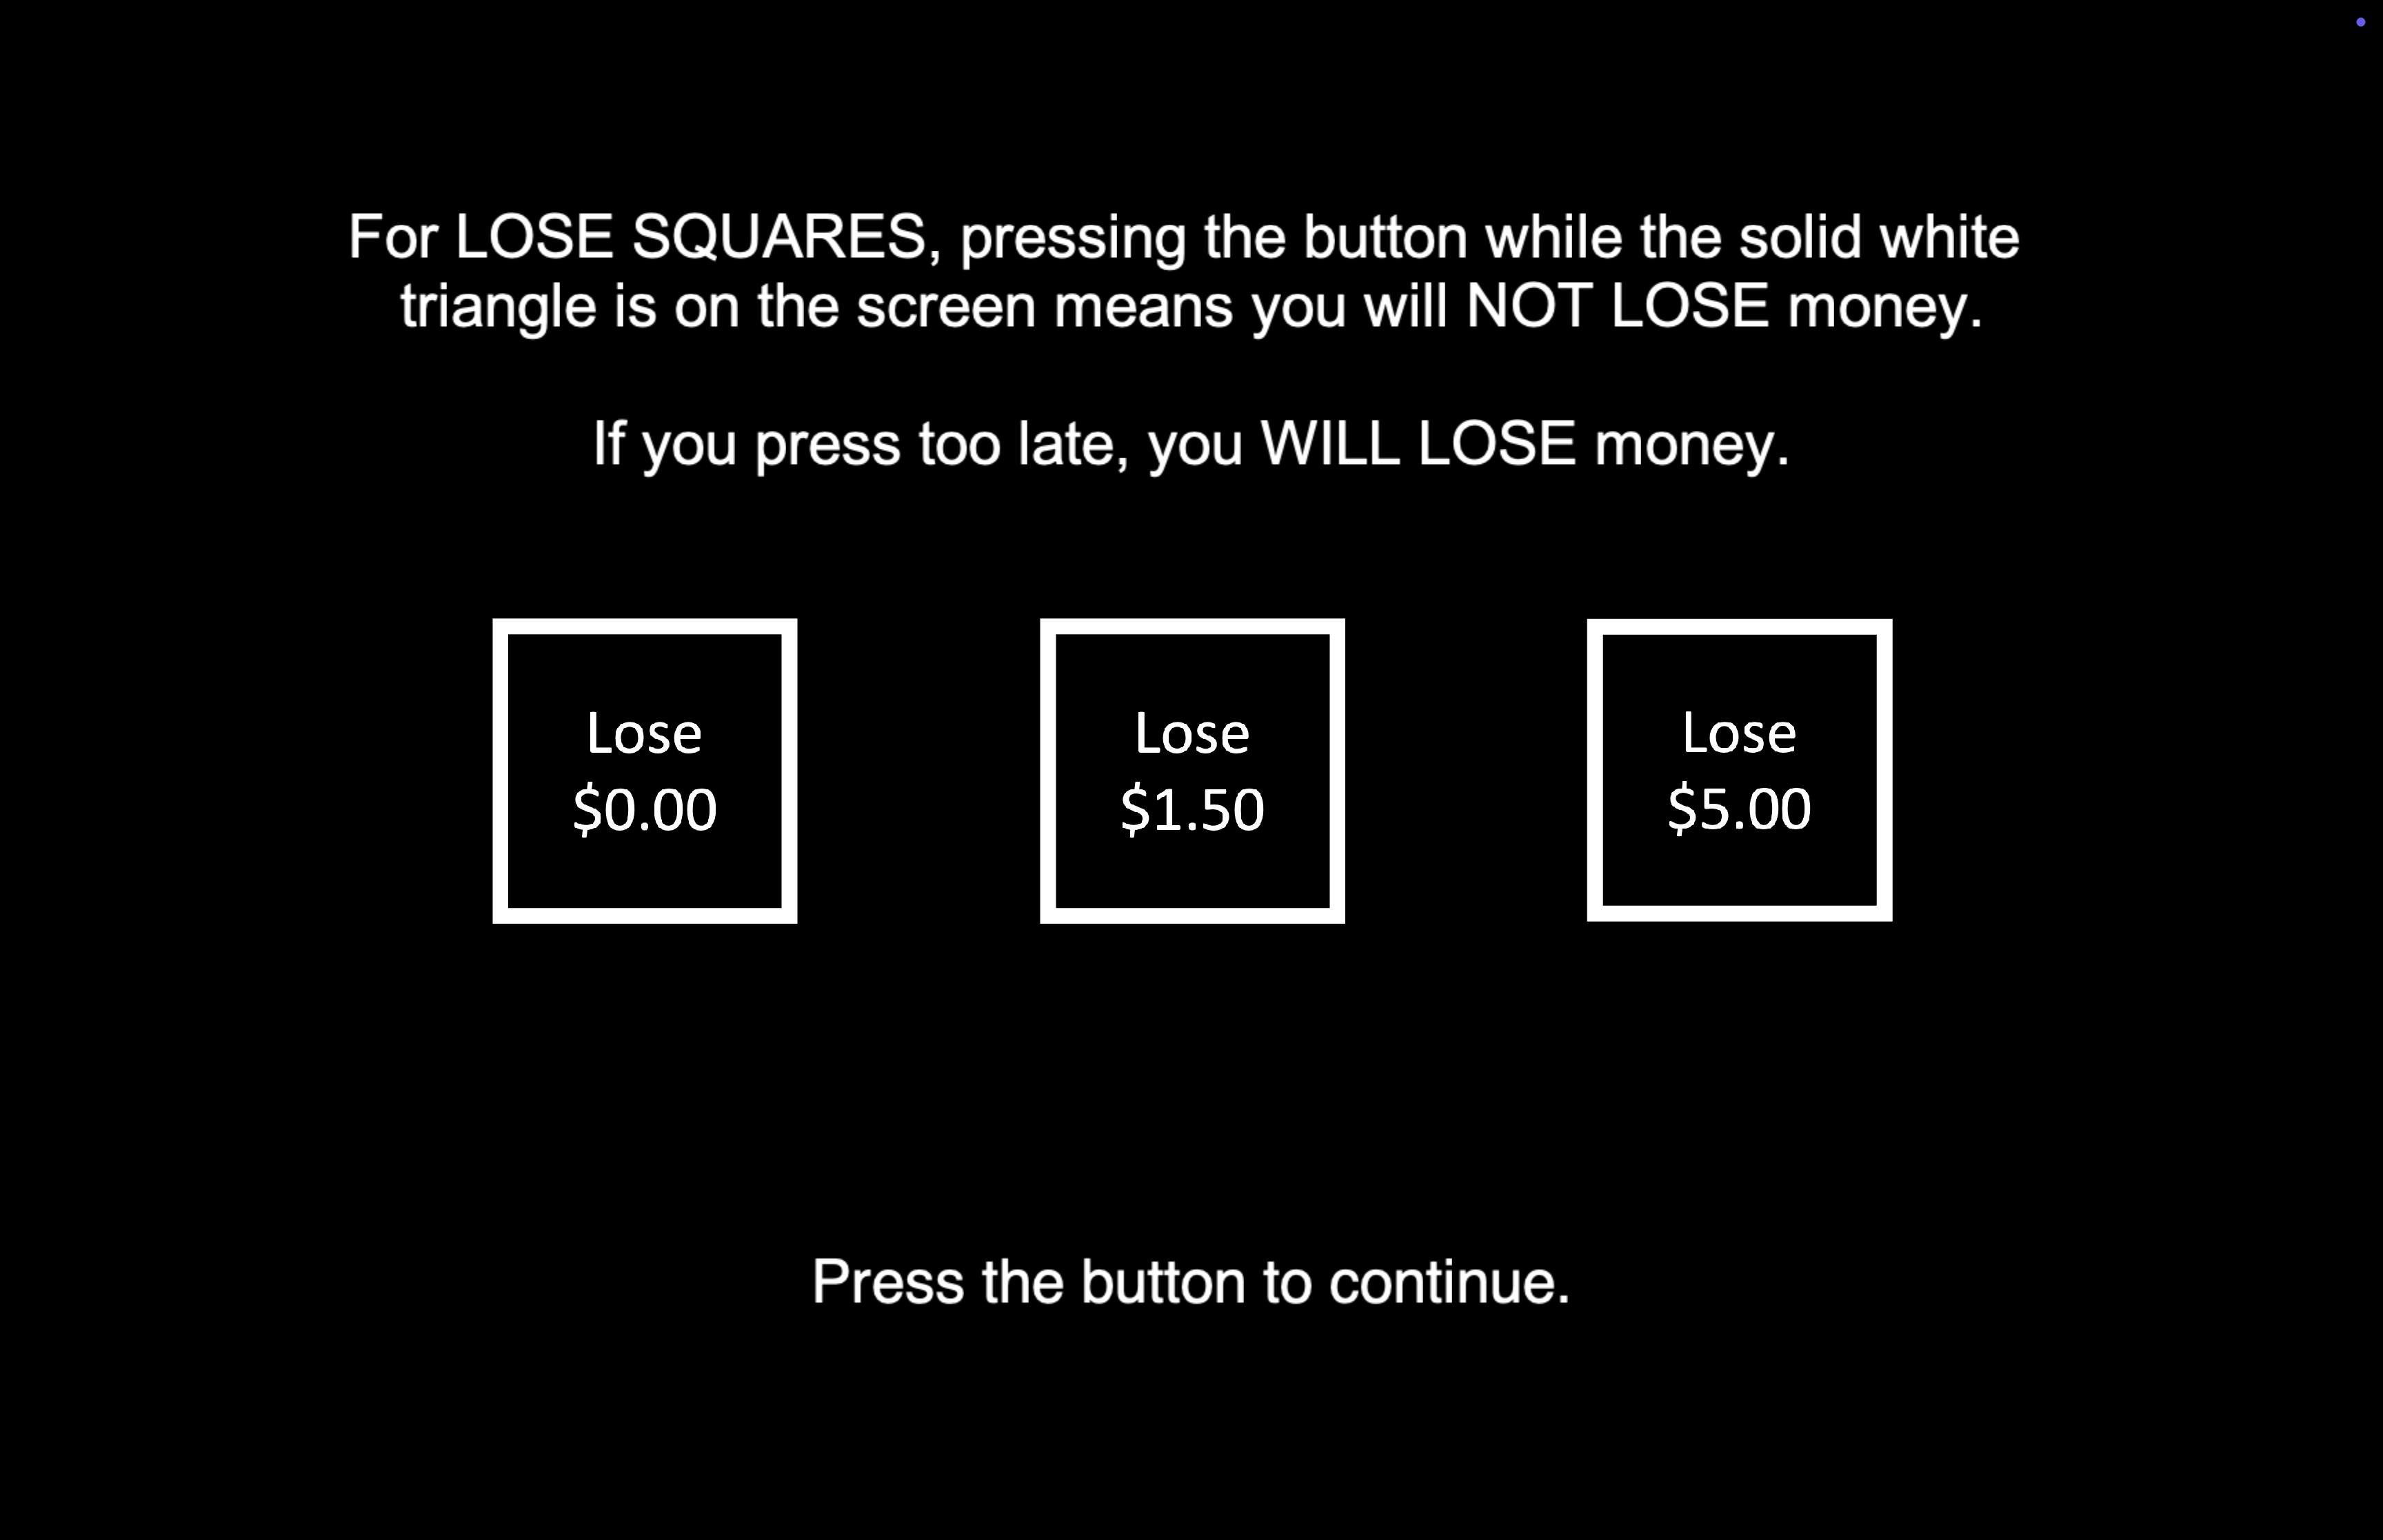 For LOSE SQUARES, pressing the button while the solid white
triangle is on the screen means you will NOT LOSE money.
If you press too late, you WILL LOSE money.
Lose
$0.00
Lose
$1.50
Lose
$5.00
Press the button to continue.